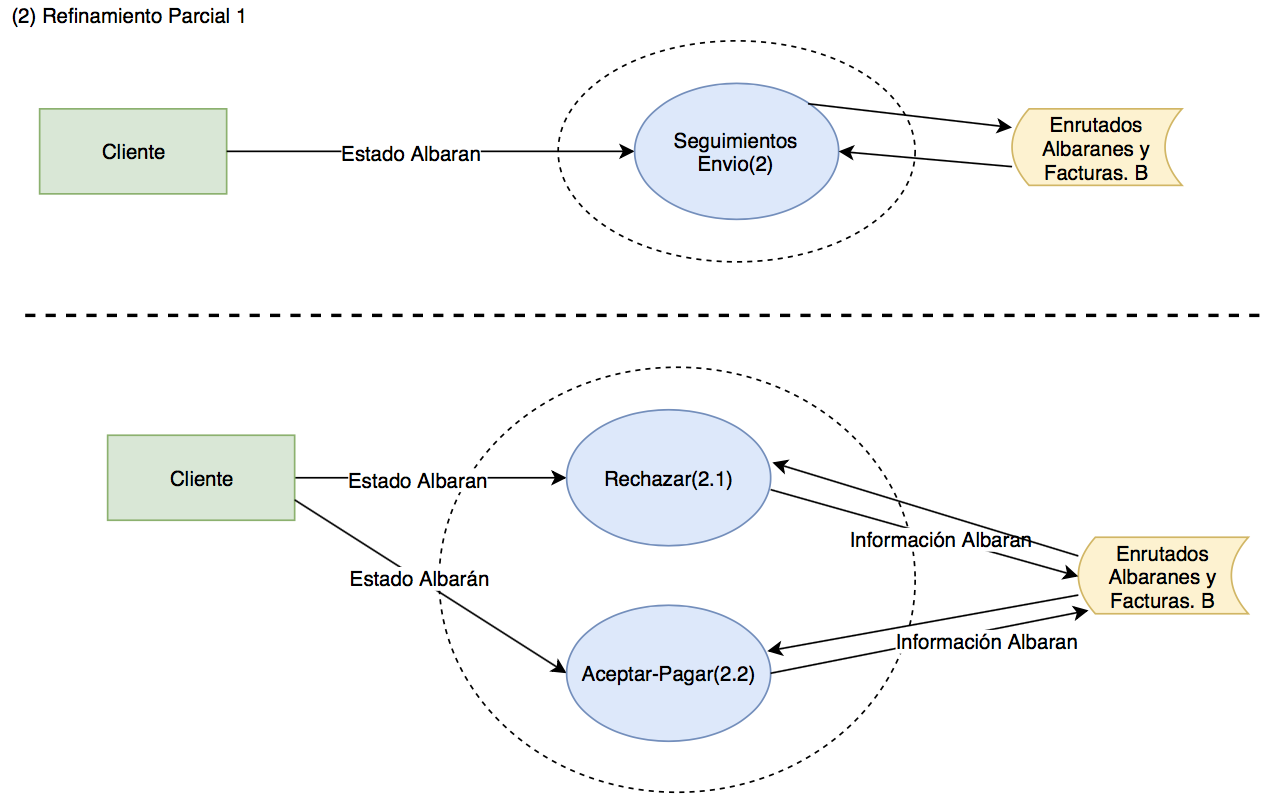 (2) Refinamiento Parcial 1
Cliente
Estado Albaran
Seguimientos
Envio(2)
Enrutados
Albaranes y
Facturas. B
Cliente
Estado Albaran
Rechazar(2.1)
Información Albaran
Enrutados
Albaranes y
Facturas. B
Estado Albarán
Aceptar-Pagar(2.2)
Información Albaran